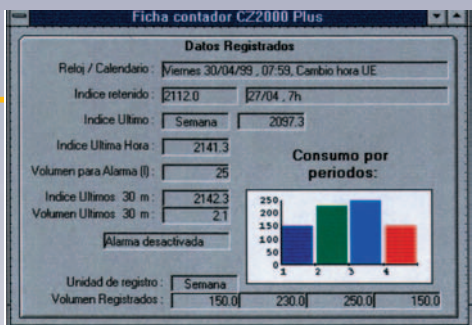 Ficha contador CZ2000 Plus
Datos Registrados
Reloj / Calendario : Viernes 30/04/99 , 07:59, Cambio hora UE
Indice retenido : 2112.0 27/04 , 7h
Indice Ultimo : Semana 2097.3
Indice Ultima Hora : 2141.3
Volumen para Alarma (l) : 25
Indice Ultimos 30 m : 2142.3
Volumen Ultimos 30 m : 2.1
Alarma desactivada
Consumo por
periodos:
250
200
150
100
50
0
1 2 3 4
Unidad de registro : Semana
Volumen Registrados : 150.0 230.0 250.0 150.0